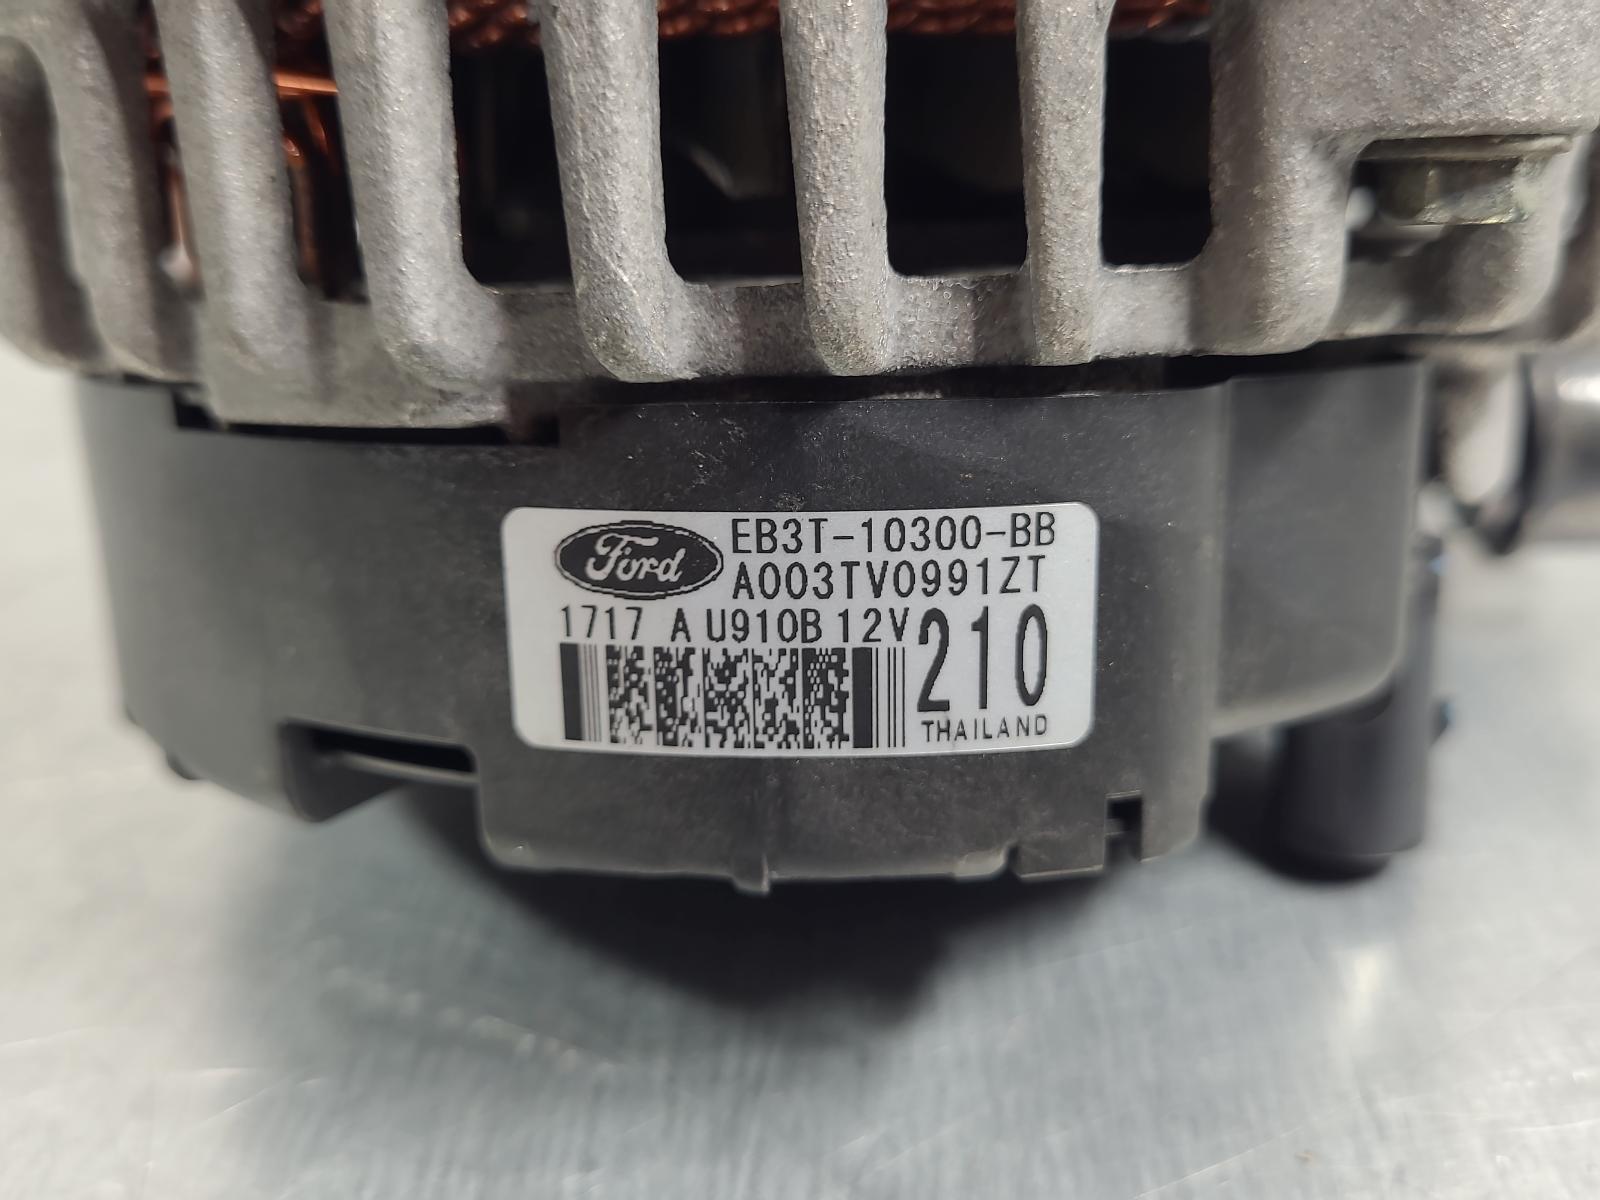 Ford EB3T-10300-BB
A003TV0991ZT
1717 A U910B 12V 210
THAILAND